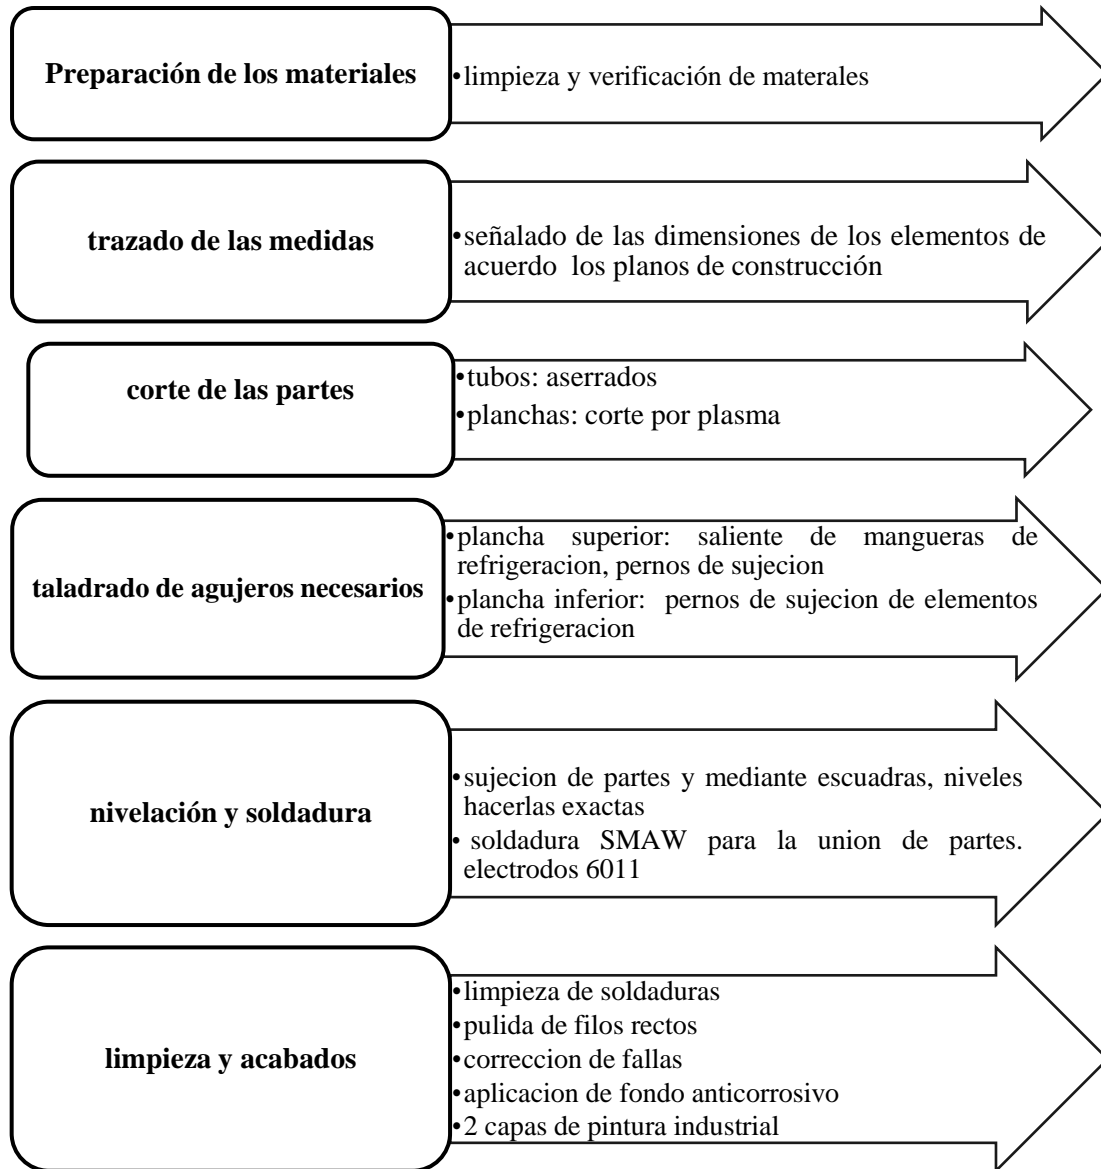 Preparación de los materiales
•limpieza y verificación de materales
trazado de las medidas
•señalado de las dimensiones de los elementos de
acuerdo los planos de construcción
corte de las partes
•tubos: aserrados
•planchas: corte por plasma
taladrado de agujeros necesarios
•plancha superior: saliente de mangueras de
refrigeracion, pernos de sujecion
•plancha inferior: pernos de sujecion de elementos
de refrigeracion
nivelación y soldadura
•sujecion de partes y mediante escuadras, niveles
hacerlas exactas
• soldadura SMAW para la union de partes.
electrodos 6011
limpieza y acabados
•limpieza de soldaduras
•pulida de filos rectos
•correccion de fallas
•aplicacion de fondo anticorrosivo
•2 capas de pintura industrial